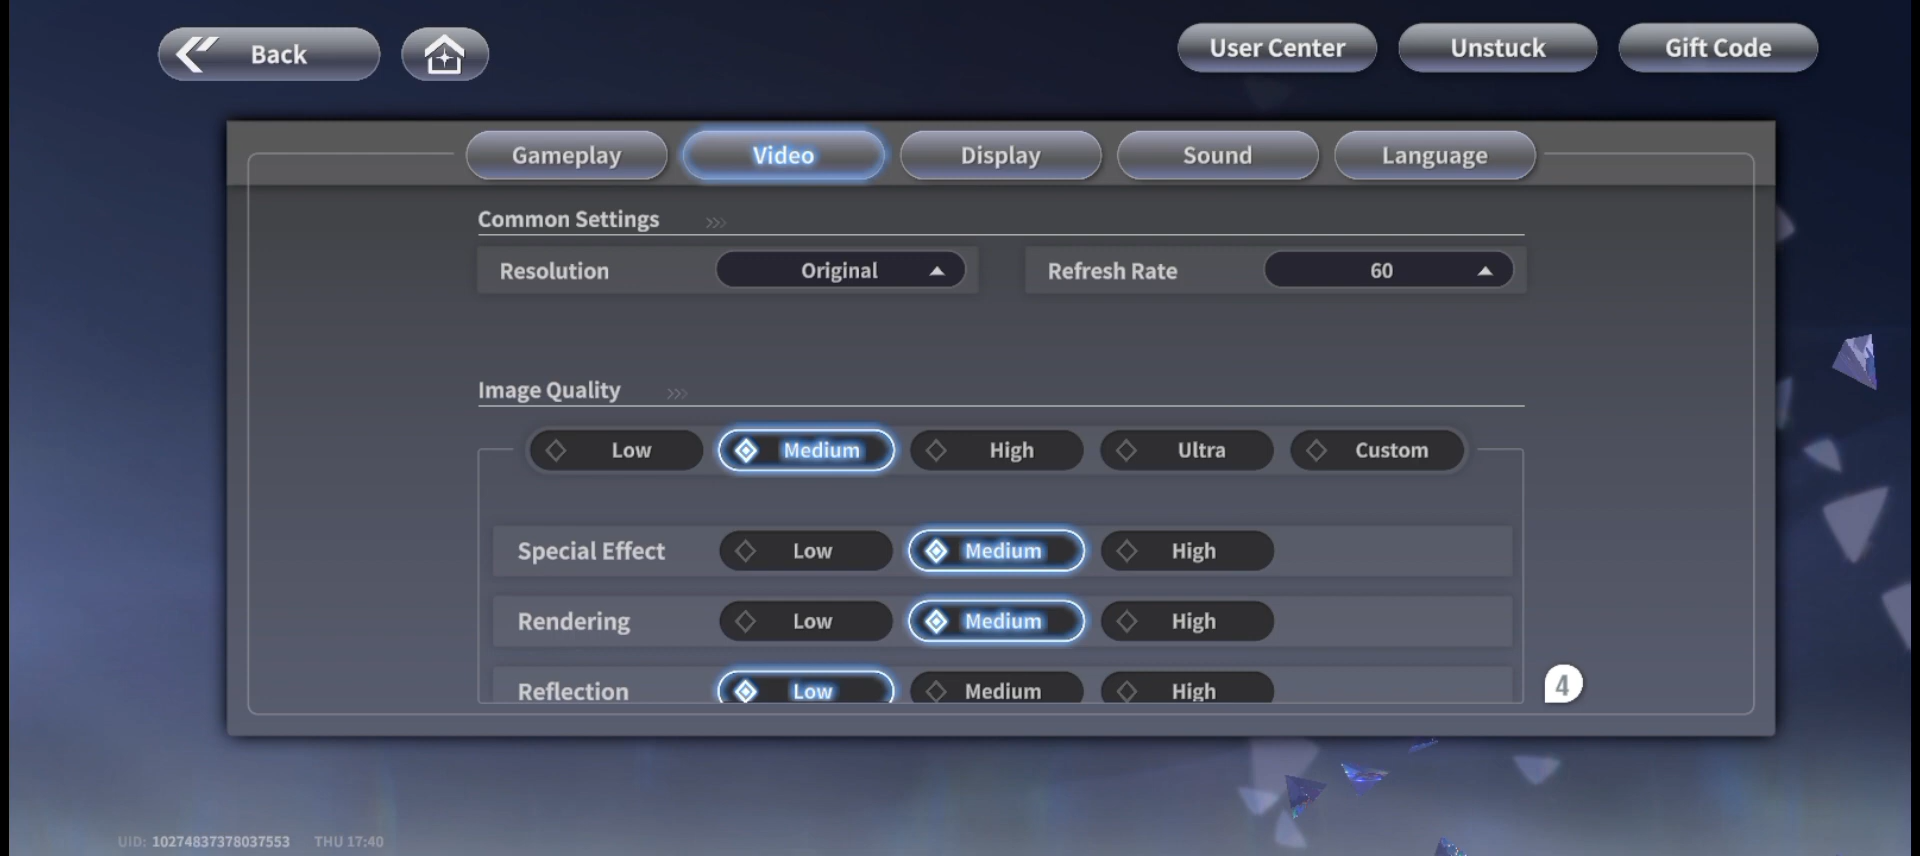 Back
User Center
Unstuck
Gift Code
Gameplay
Video
Display
Sound
Language
Common Settings
Resolution
Original
Refresh Rate
60
Image Quality
Low
Medium
High
Ultra
Custom
Special Effect
Low
Medium
High
Rendering
Low
Medium
High
Reflection
Low
Medium
High
4
UID: 10274837378037553
THU 17:40